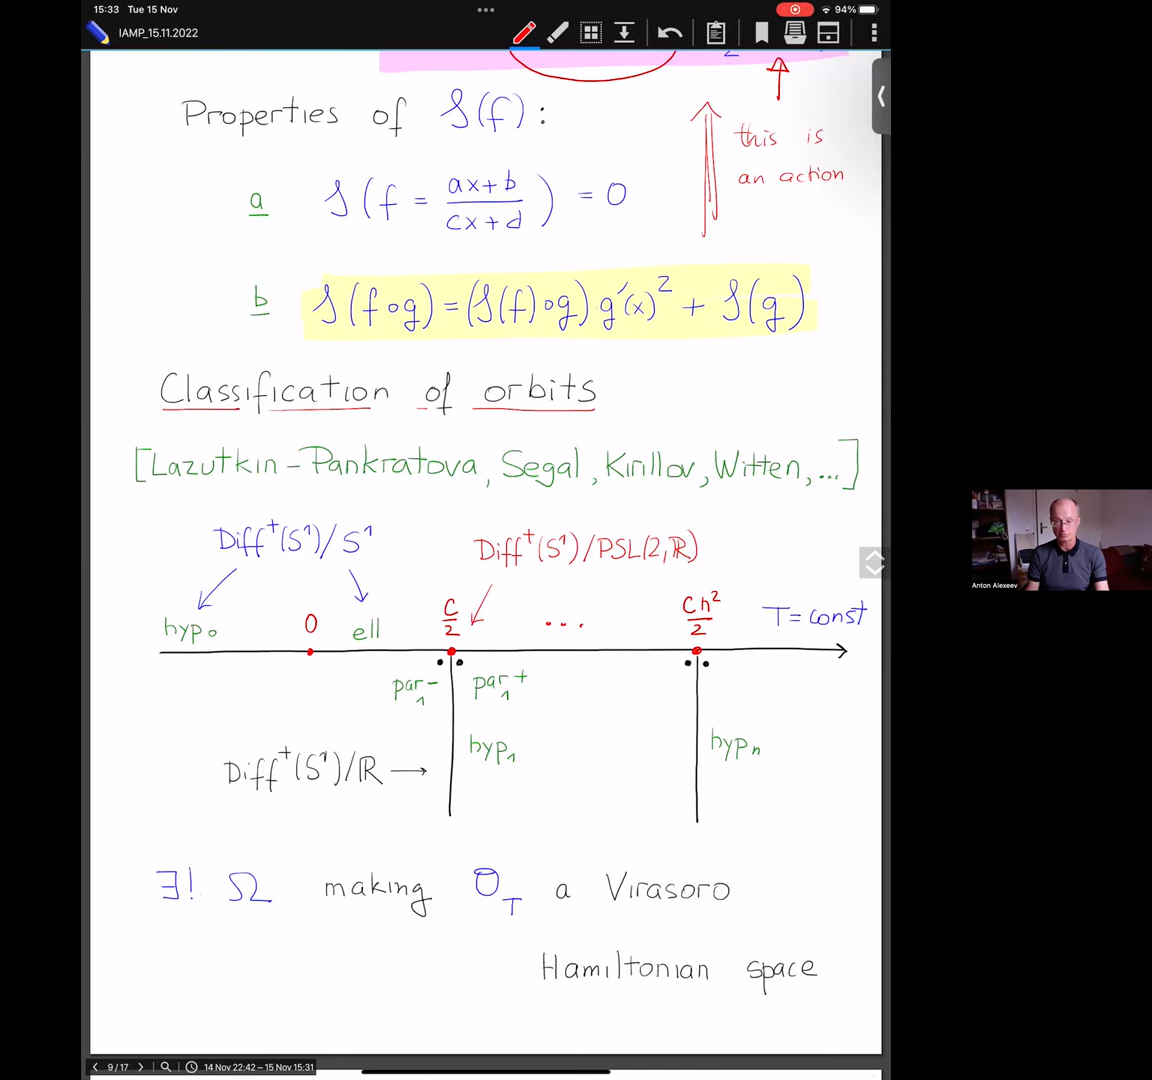 15:33 Tue 15 Nov
94%
IAMP_15.11.2022
Properties of S(f) :
this is
an action
a S(f = ax+b / cx+d) = 0
b S(f∘g) = (S(f)∘g) g'(x)² + S(g)
Classification of orbits
[Lazutkin - Pankratova, Segal, Kirillov, Witten, ...]
Diff⁺(S¹)/S¹
Diff⁺(S¹)/PSL(2,ℝ)
hyp₀ 0 ell C/2 ... Cn²/2 T = const
par₁⁻ par₁⁺
hyp₁ hypₙ
Diff⁺(S¹)/ℝ →
∃! Ω making O_T a Virasoro
Hamiltonian space
Anton Alexeev
9/17 14 Nov 22:42–15 Nov 15:31